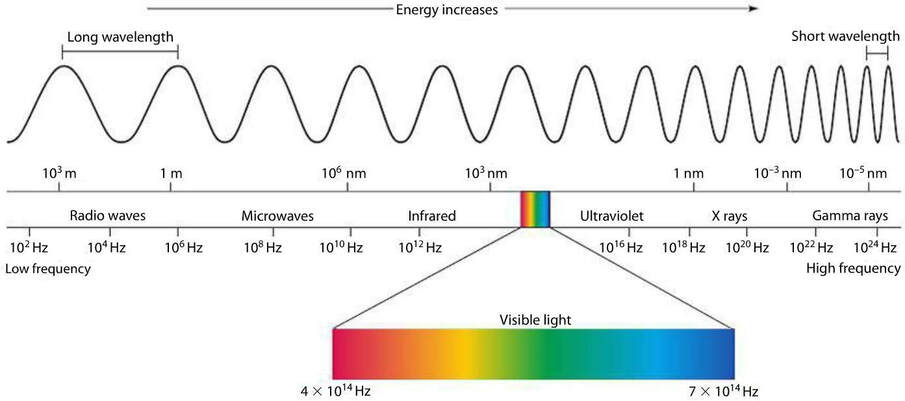 Energy increases
Long wavelength
Short wavelength
10³ m 1 m 10⁶ nm 10³ nm 1 nm 10⁻³ nm 10⁻⁵ nm
Radio waves Microwaves Infrared Ultraviolet X rays Gamma rays
10² Hz 10⁴ Hz 10⁶ Hz 10⁸ Hz 10¹⁰ Hz 10¹² Hz 10¹⁶ Hz 10¹⁸ Hz 10²⁰ Hz 10²² Hz 10²⁴ Hz
Low frequency High frequency
Visible light
4 × 10¹⁴ Hz 7 × 10¹⁴ Hz